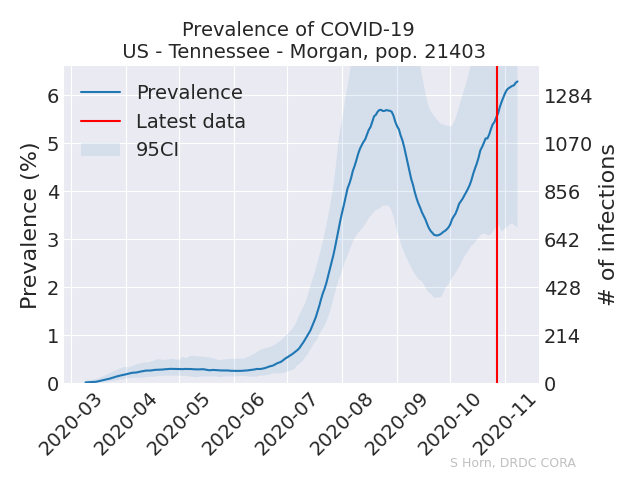 Prevalence of COVID-19
US - Tennessee - Morgan, pop. 21403
Prevalence
Latest data
95CI
Prevalence (%)
6
5
4
3
2
1
0
1284
1070
856
642
428
214
0
# of infections
2020-03
2020-04
2020-05
2020-06
2020-07
2020-08
2020-09
2020-10
2020-11
S Horn, DRDC CORA